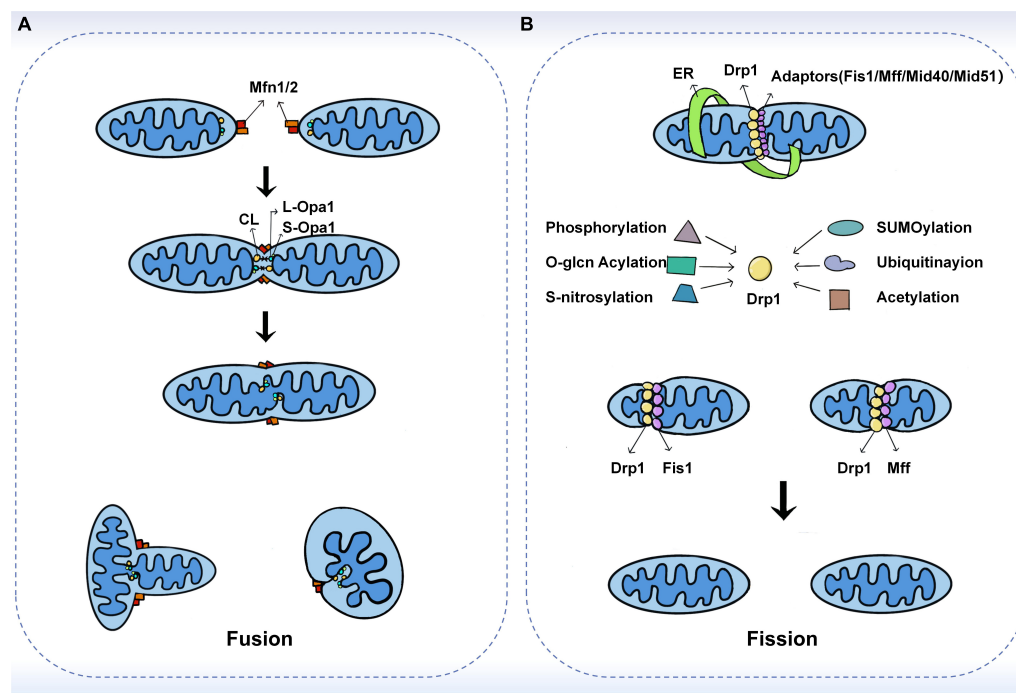 A
Mfn1/2
CL
L-Opa1
S-Opa1
Fusion
B
ER
Drp1
Adaptors(Fis1/Mff/Mid40/Mid51)
Phosphorylation
O-glcn Acylation
S-nitrosylation
Drp1
SUMOylation
Ubiquitinayion
Acetylation
Drp1
Fis1
Drp1
Mff
Fission